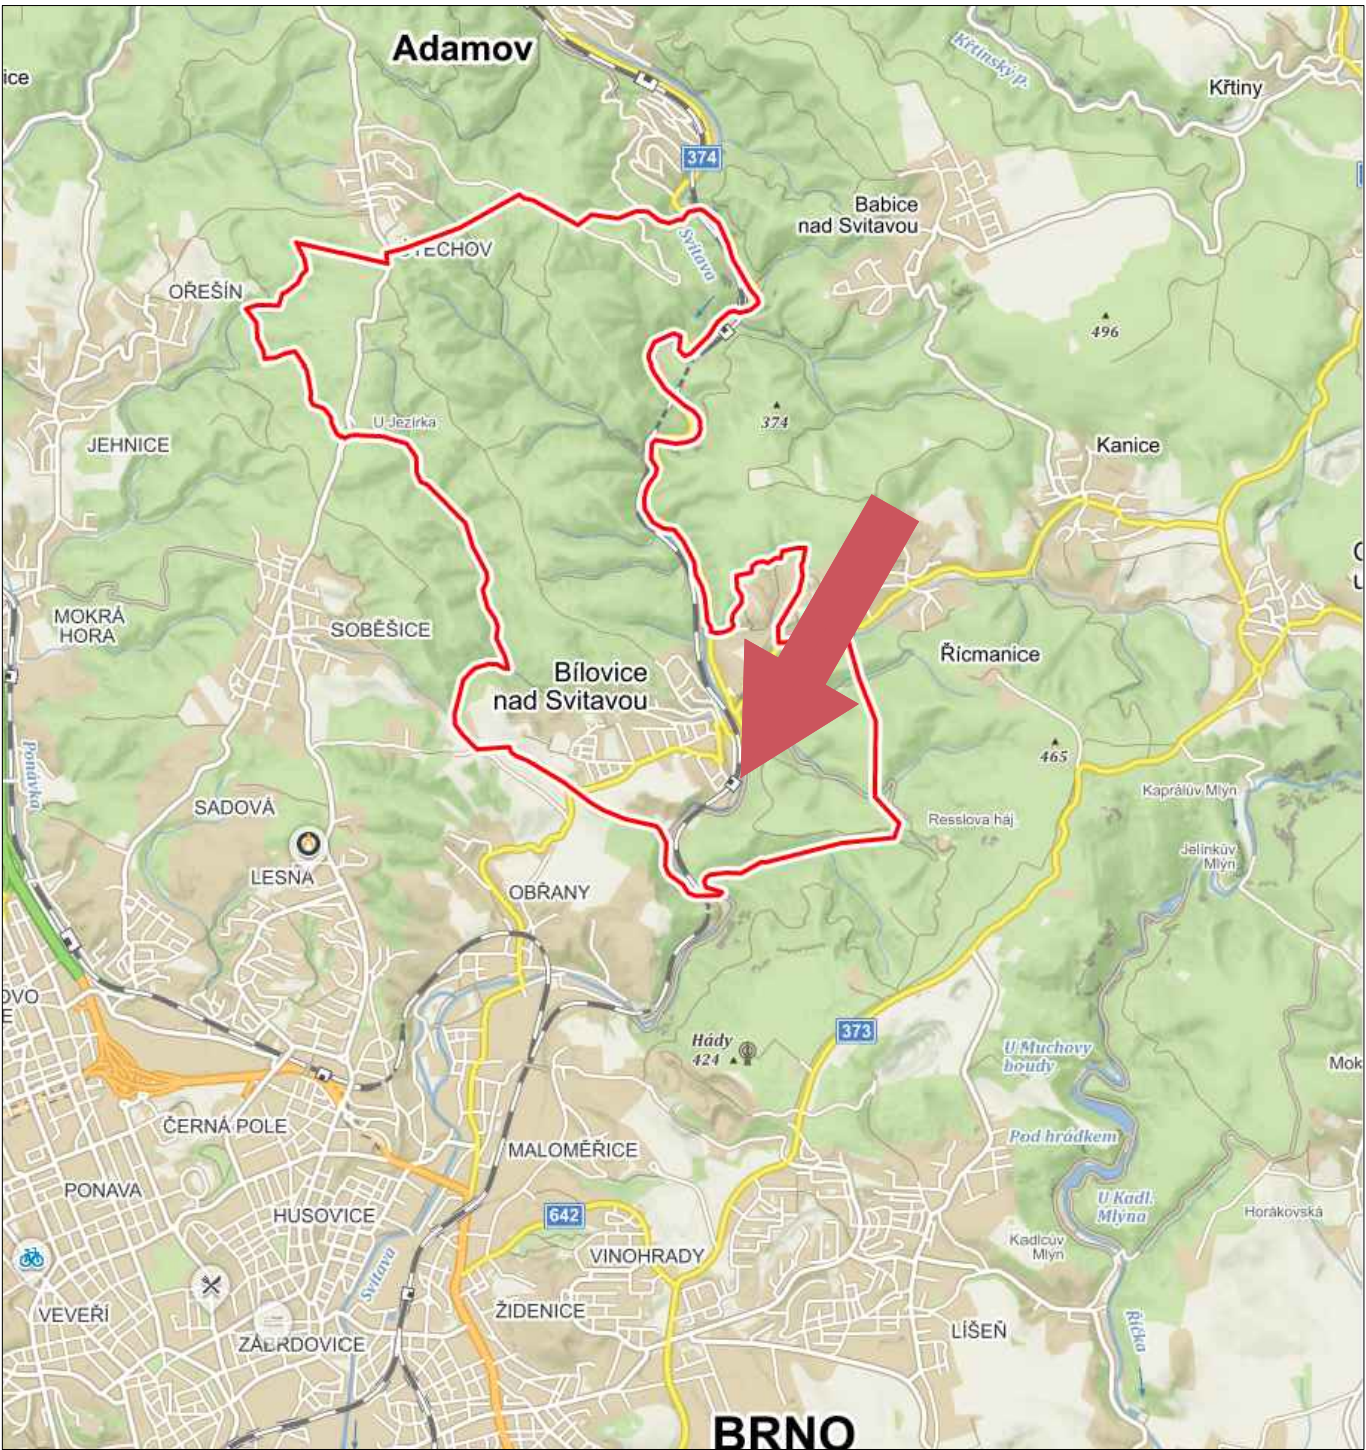 Adamov
Křtinský p.
ice
Křtiny
374
Babice
nad Svitavou
Svitava
OŘEŠÍN
496
U Jezírka
374
JEHNICE
Kanice
MOKRÁ
HORA
SOBĚŠICE
Řícmanice
Bílovice
nad Svitavou
465
Ponávka
Kaprálův Mlýn
SADOVÁ
Resslova háj
Jelínkův
Mlýn
LESNÁ
OBŘANY
OVO
373
Hády
424
U Muchovy
boudy
Mok
ČERNÁ POLE
Pod hrádkem
MALOMĚŘICE
PONAVA
U Kadl.
Mlýna
HUSOVICE
642
Horákovská
Kadlcův
Mlýn
VINOHRADY
Svitava
VEVEŘÍ
ŽIDENICE
LÍŠEŇ
Říčka
ZÁBRDOVICE
BRNO